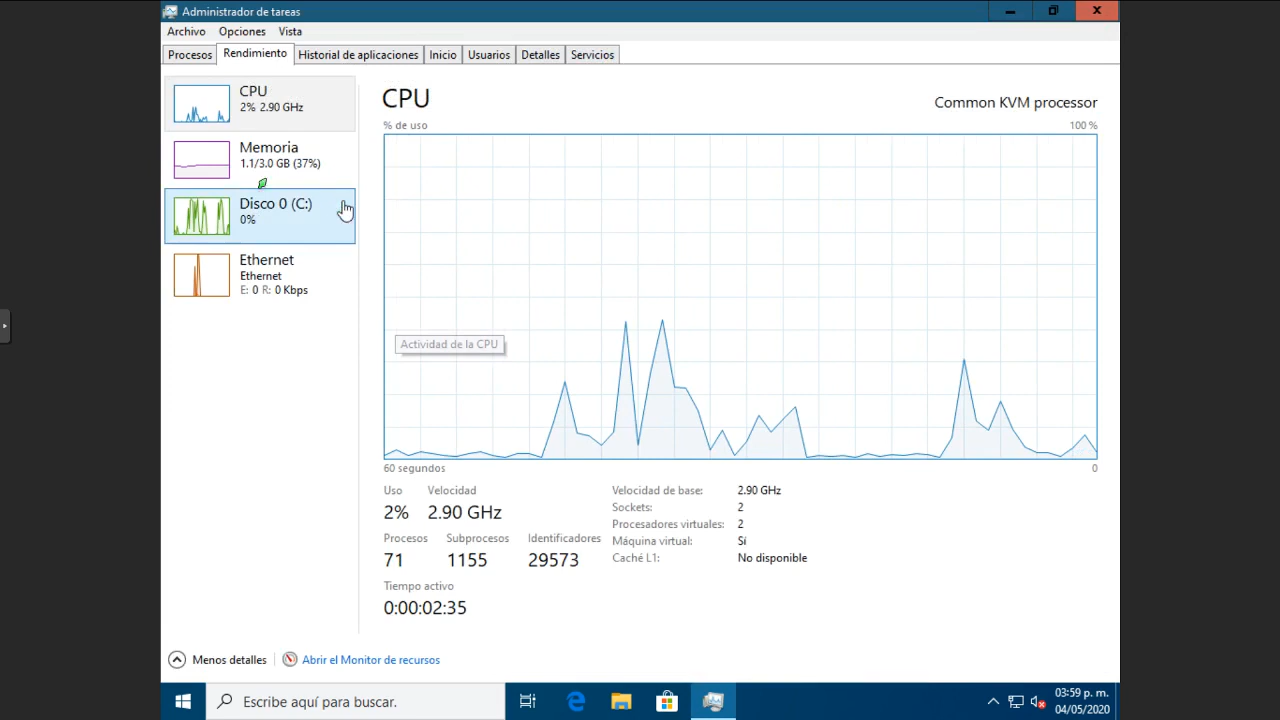 Administrador de tareas
Archivo Opciones Vista
Procesos Rendimiento Historial de aplicaciones Inicio Usuarios Detalles Servicios
CPU
2% 2.90 GHz
Memoria
1.1/3.0 GB (37%)
Disco 0 (C:)
0%
Ethernet
Ethernet
E: 0 R: 0 Kbps
CPU
Common KVM processor
% de uso 100 %
Actividad de la CPU
60 segundos 0
Uso Velocidad
2% 2.90 GHz
Procesos Subprocesos Identificadores
71 1155 29573
Tiempo activo
0:00:02:35
Velocidad de base: 2.90 GHz
Sockets: 2
Procesadores virtuales: 2
Máquina virtual: Sí
Caché L1: No disponible
Menos detalles Abrir el Monitor de recursos
Escribe aquí para buscar.
03:59 p. m.
04/05/2020